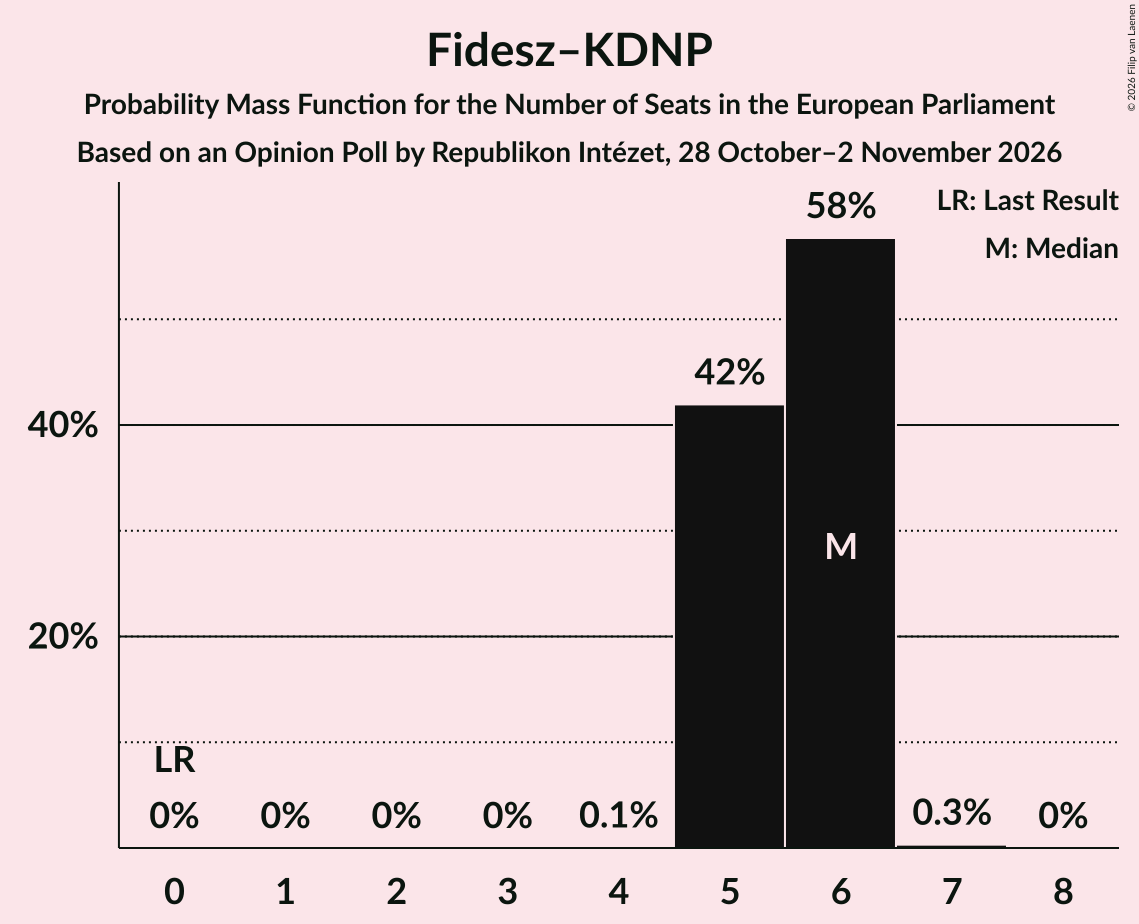 Fidesz–KDNP
Probability Mass Function for the Number of Seats in the European Parliament
Based on an Opinion Poll by Republikon Intézet, 28 October–2 November 2026
© 2026 Filip van Laenen
LR: Last Result
M: Median
58%
42%
40%
M
20%
LR
0% 0% 0% 0% 0.1% 0.3% 0%
0 1 2 3 4 5 6 7 8